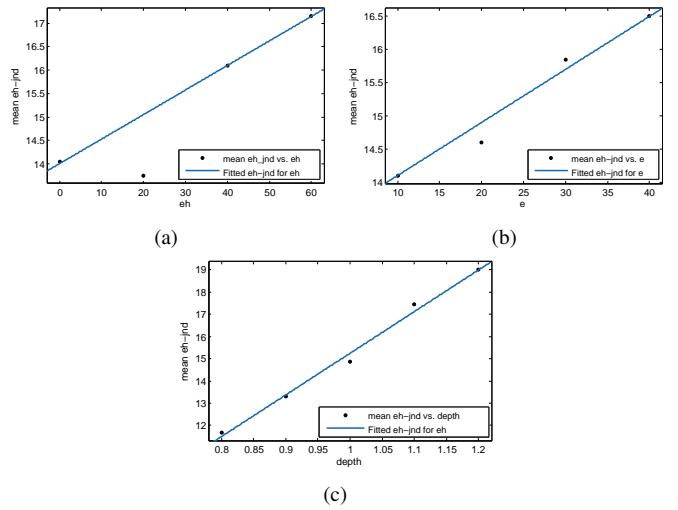 17
16.5
16
15.5
15
14.5
14
mean eh-jnd
0 10 20 30 40 50 60
eh
mean eh_jnd vs. eh
Fitted eh-jnd for eh
(a)
16.5
16
15.5
15
14.5
14
mean eh-jnd
10 15 20 25 30 35 40
e
mean eh-jnd vs. e
Fitted eh-jnd for e
(b)
19
18
17
16
15
14
13
12
mean eh-jnd
0.8 0.85 0.9 0.95 1 1.05 1.1 1.15 1.2
depth
mean eh-jnd vs. depth
Fitted eh-jnd for eh
(c)